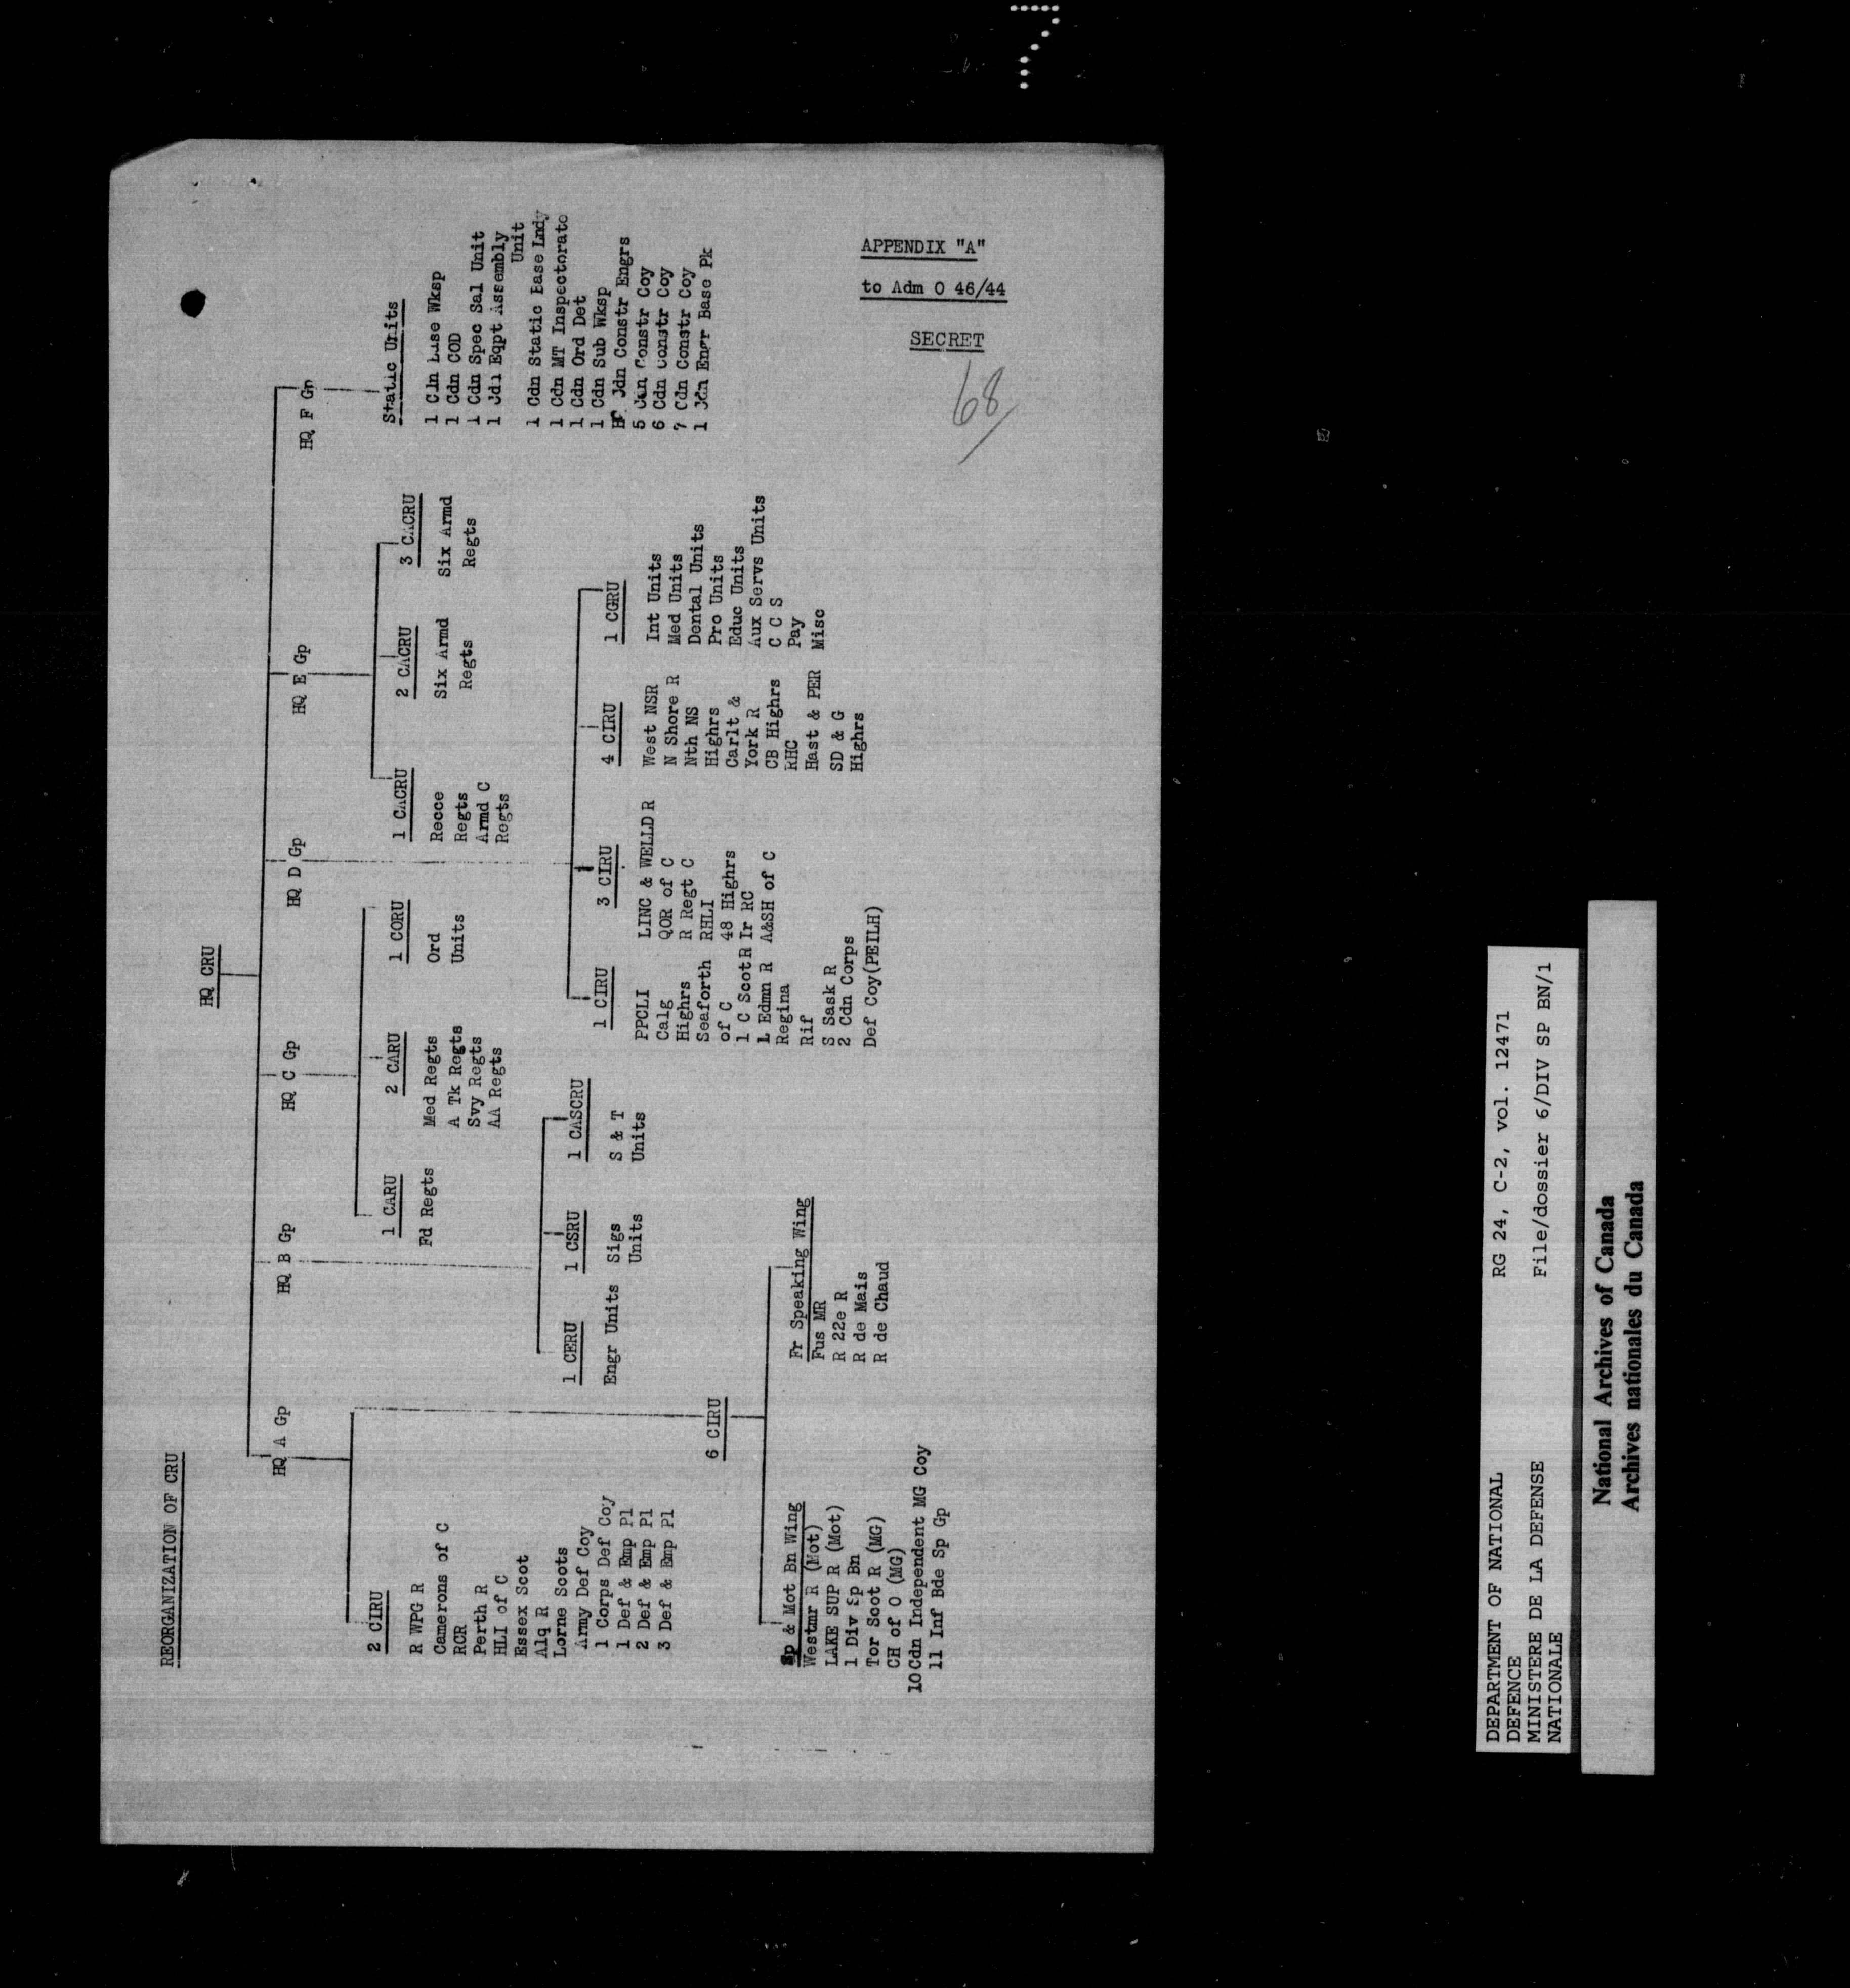 REORGANIZATION OF CRU
HQ CRU
HQ A Gp
HQ B Gp
HQ C Gp
HQ D Gp
HQ E Gp
HQ F Gp
2 CIRU
R WPG R
Camerons of C
RCR
Perth R
HLI of C
Essex Scot
Alq R
Lorne Scots
Army Def Coy
1 Corps Def Coy
1 Def & Emp Pl
2 Def & Emp Pl
3 Def & Emp Pl
6 CIRU
Sp & Mot Bn Wing
Westmr R (Mot)
LAKE SUP R (Mot)
1 Div Sp Bn
Tor Scot R (MG)
CH of O (MG)
10 Cdn Independent MG Coy
11 Inf Bde Sp Gp
Fr Speaking Wing
Fus MR
R 22e R
R de Mais
R de Chaud
1 CERU
Engr Units
1 CSRU
Sigs
Units
1 CASCRU
S & T
Units
1 CARU
Fd Regts
2 CARU
Med Regts
A Tk Regts
Svy Regts
AA Regts
1 CORU
Ord
Units
1 CIRU
PPCLI
Calg
Highrs
Seaforth
of C
1 C ScotR
L Edmn R
Regina
Rif
S Sask R
2 Cdn Corps
Def Coy(PEILH)
3 CIRU
LINC & WELLD R
QOR of C
R Regt C
RHLI
48 Highrs
Ir RC
A&SH of C
4 CIRU
West NSR
N Shore R
Nth NS
Highrs
Carlt &
York R
CB Highrs
RHC
Hast & PER
SD & G
Highrs
1 CGRU
Int Units
Med Units
Dental Units
Pro Units
Educ Units
Aux Servs Units
C C S
Pay
Misc
1 CACRU
Recce
Regts
Armd C
Regts
2 CACRU
Six Armd
Regts
3 CACRU
Six Armd
Regts
Static Units
1 Cdn Base Wksp
1 Cdn COD
1 Cdn Spec Sal Unit
1 Cdn Eqpt Assembly
Unit
1 Cdn Static Base Lndy
1 Cdn MT Inspectorate
1 Cdn Ord Det
1 Cdn Sub Wksp
HQ Cdn Constr Engrs
5 Cdn Constr Coy
6 Cdn Constr Coy
7 Cdn Constr Coy
1 Cdn Engr Base Pk
APPENDIX "A"
to Adm O 46/44
SECRET
68
DEPARTMENT OF NATIONAL
DEFENCE
MINISTERE DE LA DEFENSE
NATIONALE
RG 24, C-2, vol. 12471
File/dossier 6/DIV SP BN/1
National Archives of Canada
Archives nationales du Canada